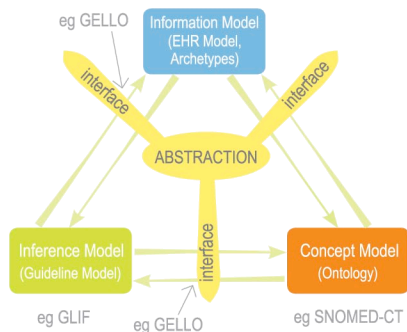 eg GELLO
Information Model
(EHR Model,
Archetypes)
interface
interface
ABSTRACTION
Inference Model
(Guideline Model)
interface
Concept Model
(Ontology)
eg GLIF
eg GELLO
eg SNOMED-CT